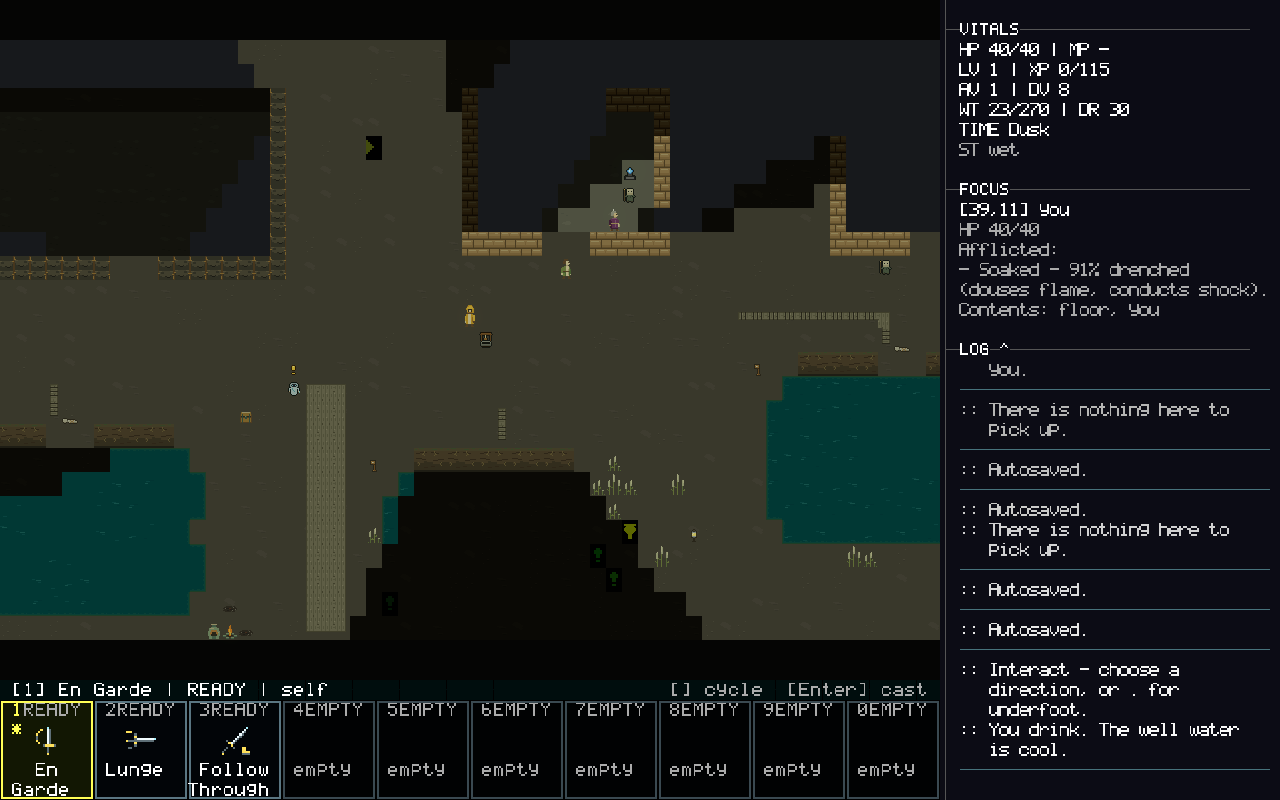 VITALS
HP 40/40 | MP -
LV 1 | XP 0/115
AV 1 | DV 8
WT 23/270 | DR 30
TIME Dusk
ST wet
FOCUS
[39,11] You
HP 40/40
Afflicted:
- Soaked - 91% drenched
(douses flame, conducts shock).
Contents: floor, You
LOG ^
You.
:: There is nothing here to
Pick up.
:: Autosaved.
:: Autosaved.
:: There is nothing here to
Pick up.
:: Autosaved.
:: Autosaved.
:: Interact - choose a
direction, or . for
underfoot.
:: You drink. The well water
is cool.
[1] En Garde | READY | self
[] cycle [Enter] cast
1READY 2READY 3READY 4EMPTY 5EMPTY 6EMPTY 7EMPTY 8EMPTY 9EMPTY 0EMPTY
*
En Garde
Lunge
Follow Through
empty empty empty empty empty empty empty